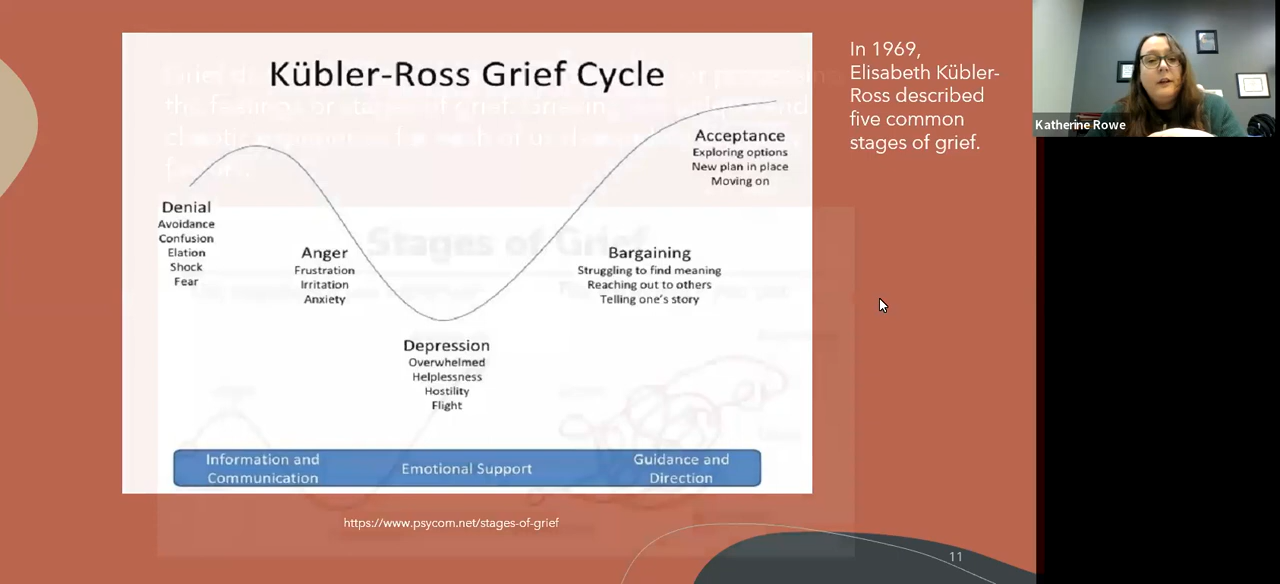 Kübler-Ross Grief Cycle
Denial
Avoidance
Confusion
Elation
Shock
Fear
Anger
Frustration
Irritation
Anxiety
Depression
Overwhelmed
Helplessness
Hostility
Flight
Bargaining
Struggling to find meaning
Reaching out to others
Telling one's story
Acceptance
Exploring options
New plan in place
Moving on
Information and
Communication
Emotional Support
Guidance and
Direction
https://www.psycom.net/stages-of-grief
Stages of Grief
In 1969,
Elisabeth Kübler-
Ross described
five common
stages of grief.
Katherine Rowe
11